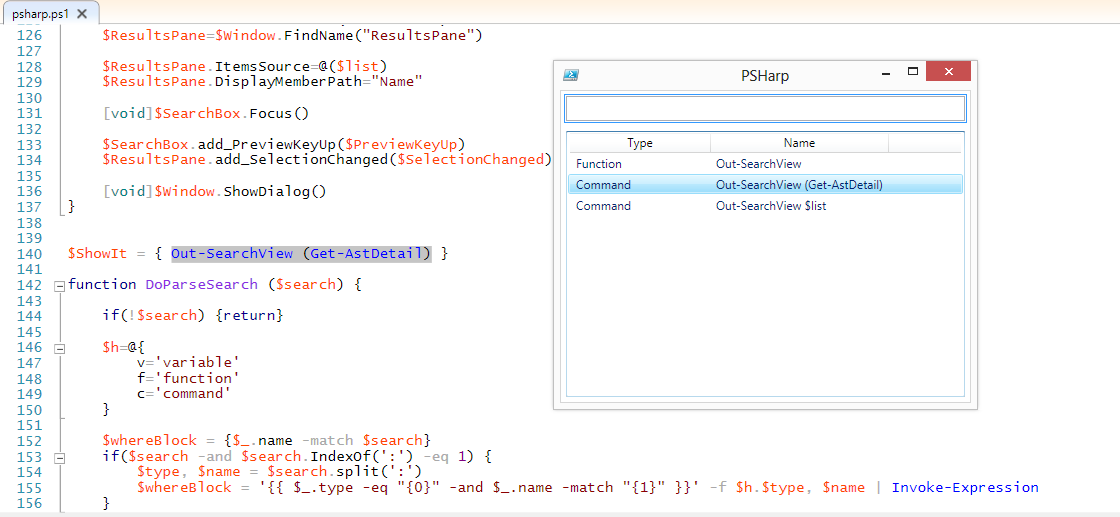 psharp.ps1
126 $ResultsPane=$Window.FindName("ResultsPane")
127
128 $ResultsPane.ItemsSource=@($list)
129 $ResultsPane.DisplayMemberPath="Name"
130
131 [void]$SearchBox.Focus()
132
133 $SearchBox.add_PreviewKeyUp($PreviewKeyUp)
134 $ResultsPane.add_SelectionChanged($SelectionChanged)
135
136 [void]$Window.ShowDialog()
137 }
138
139
140 $ShowIt = { Out-SearchView (Get-AstDetail) }
141
142 function DoParseSearch ($search) {
143
144 if(!$search) {return}
145
146 $h=@{
147 v='variable'
148 f='function'
149 c='command'
150 }
151
152 $whereBlock = {$_.name -match $search}
153 if($search -and $search.IndexOf(':') -eq 1) {
154 $type, $name = $search.split(':')
155 $whereBlock = '{{ $_.type -eq "{0}" -and $_.name -match "{1}" }}' -f $h.$type, $name | Invoke-Expression
156 }
PSHarp
Type Name
Function Out-SearchView
Command Out-SearchView (Get-AstDetail)
Command Out-SearchView $list